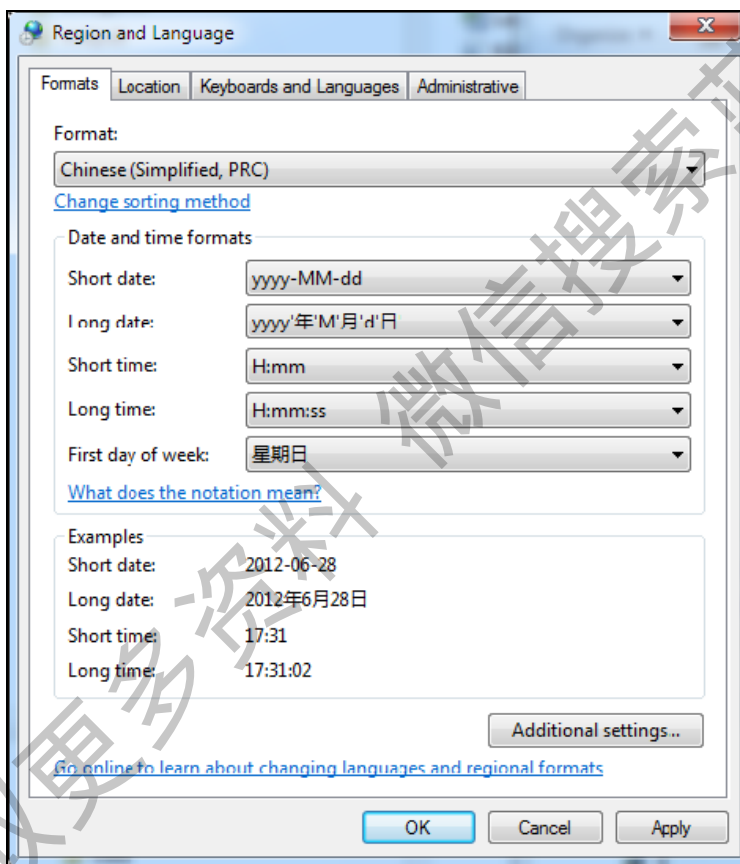 Region and Language
Formats Location Keyboards and Languages Administrative
Format:
Chinese (Simplified, PRC)
Change sorting method
Date and time formats
Short date: yyyy-MM-dd
Long date: yyyy'年'M'月'd'日
Short time: H:mm
Long time: H:mm:ss
First day of week: 星期日
What does the notation mean?
Examples
Short date: 2012-06-28
Long date: 2012年6月28日
Short time: 17:31
Long time: 17:31:02
Additional settings...
Go online to learn about changing languages and regional formats
OK Cancel Apply
更多资料 微信搜索